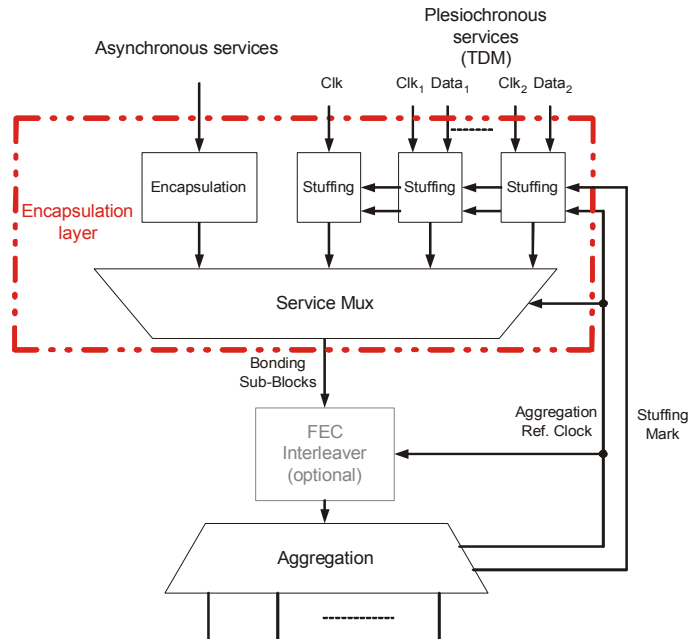 Plesiochronous
services
(TDM)
Asynchronous services
Clk
Clk1 Data1
Clk2 Data2
Encapsulation
Stuffing
Stuffing
Stuffing
Encapsulation
layer
Service Mux
Bonding
Sub-Blocks
FEC
Interleaver
(optional)
Aggregation
Ref. Clock
Stuffing
Mark
Aggregation